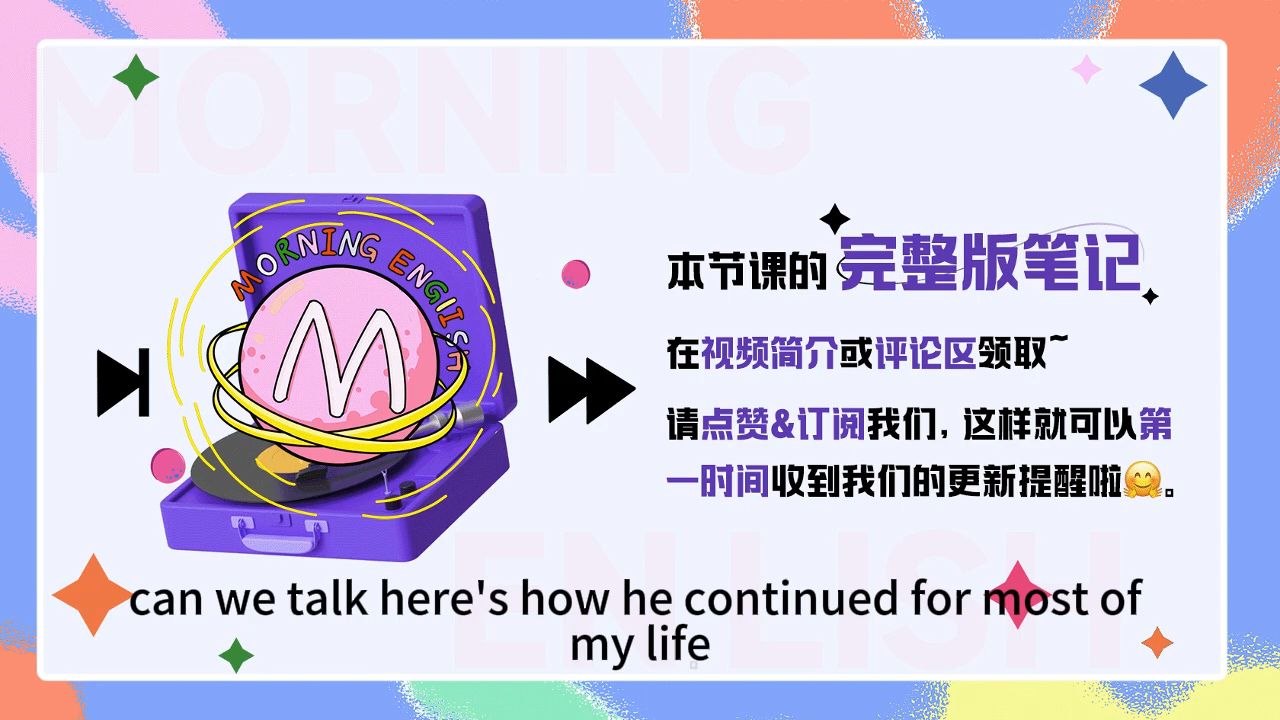 MORNING
MORNING ENGlISH
M
本节课的 完整版笔记
在视频简介或评论区领取~
请点赞&订阅我们, 这样就可以第
一时间收到我们的更新提醒啦🤗。
ENGLISH
can we talk here's how he continued for most of
my life